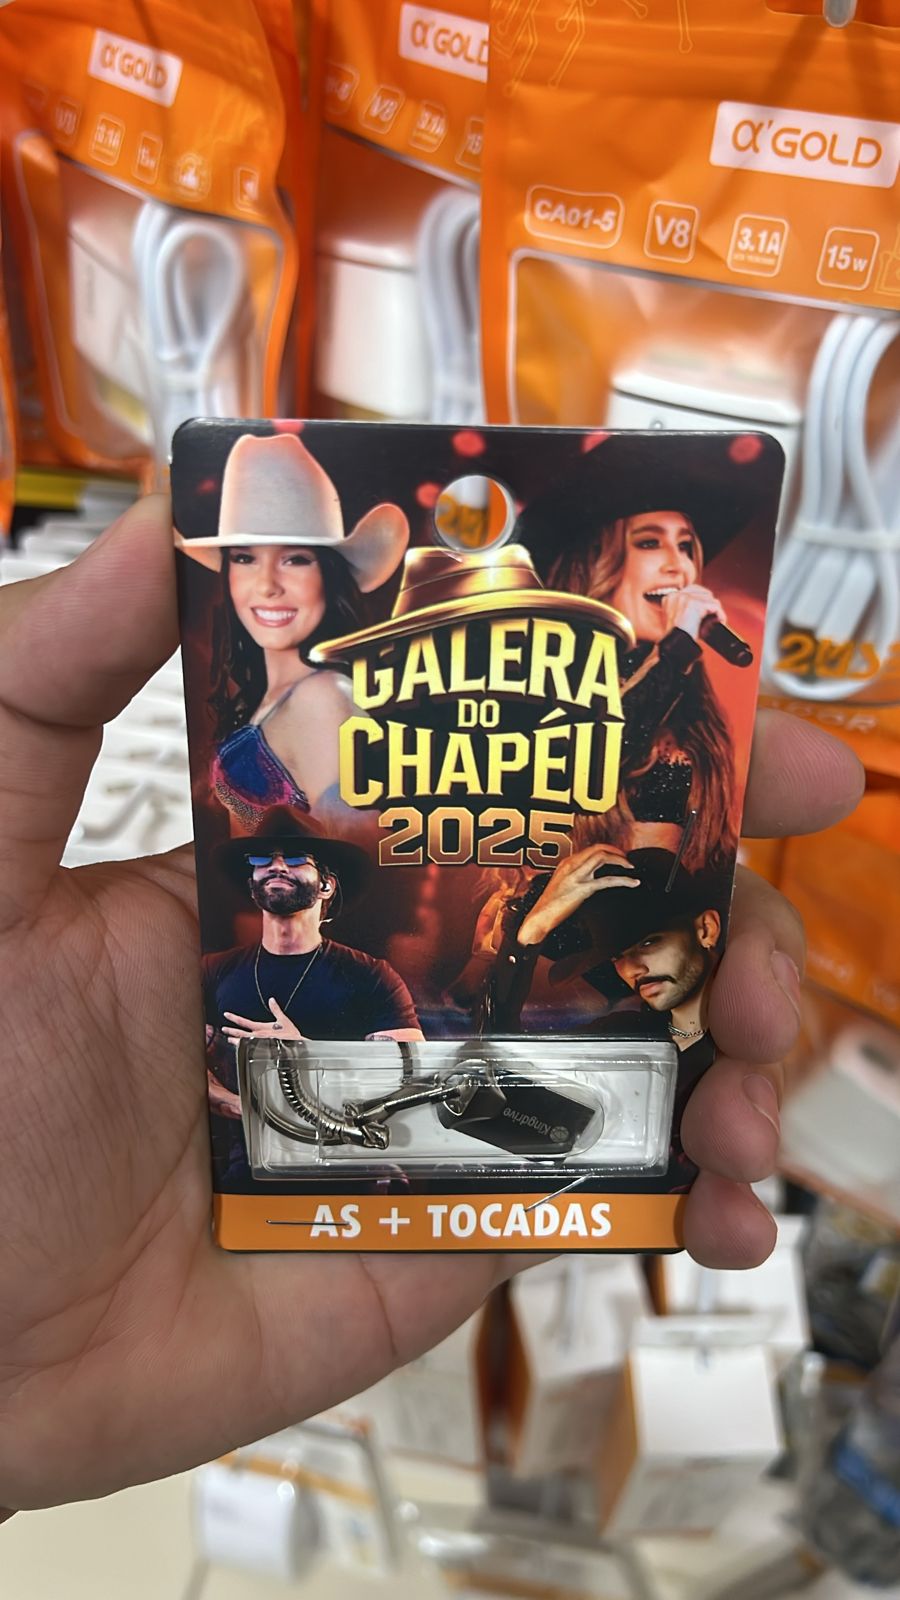 α'GOLD
α'GOLD
α'GOLD
V8
3.1A
CA01-5
V8
3.1A
15w
GALERA
DO
CHAPÉU
2025
Kingdrive
AS + TOCADAS